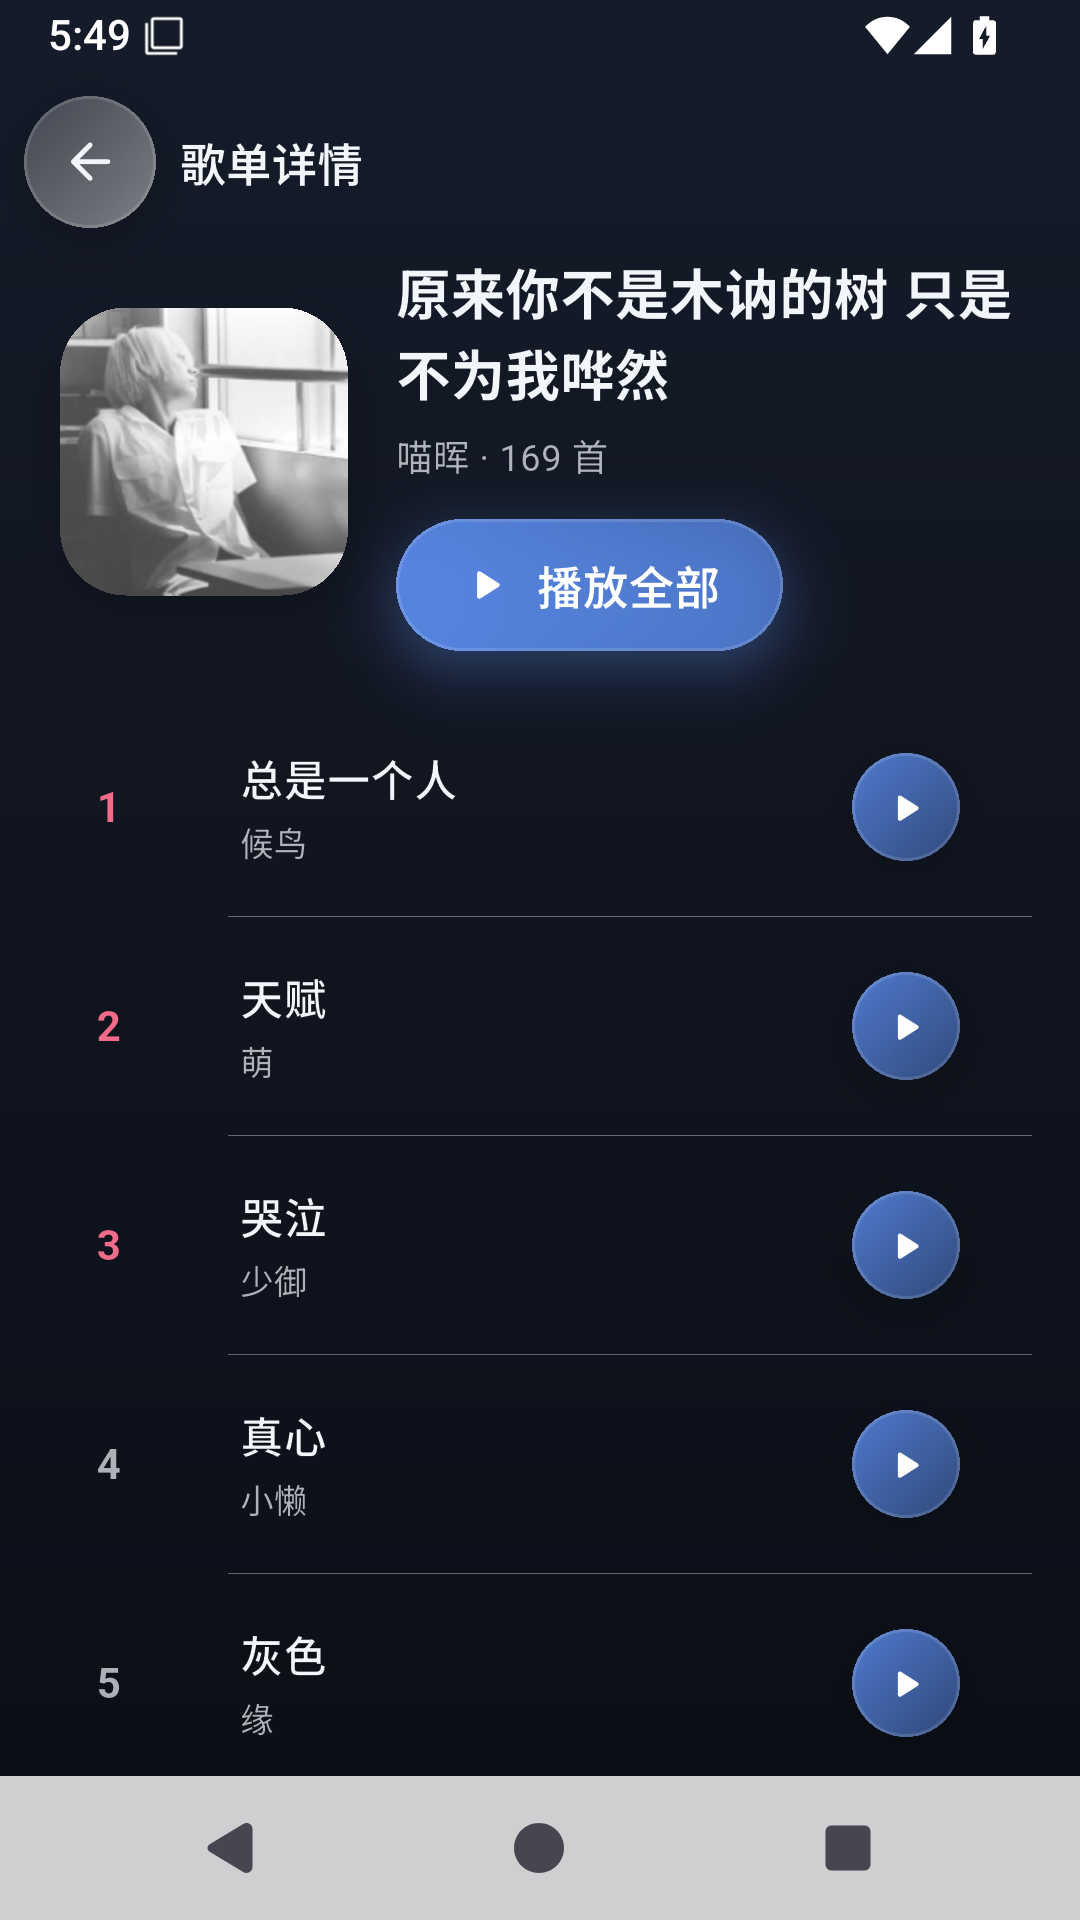 5:49
歌单详情
原来你不是木讷的树 只是
不为我哗然
喵晖 · 169 首
播放全部
1
总是一个人
候鸟
2
天赋
萌
3
哭泣
少御
4
真心
小懒
5
灰色
缘